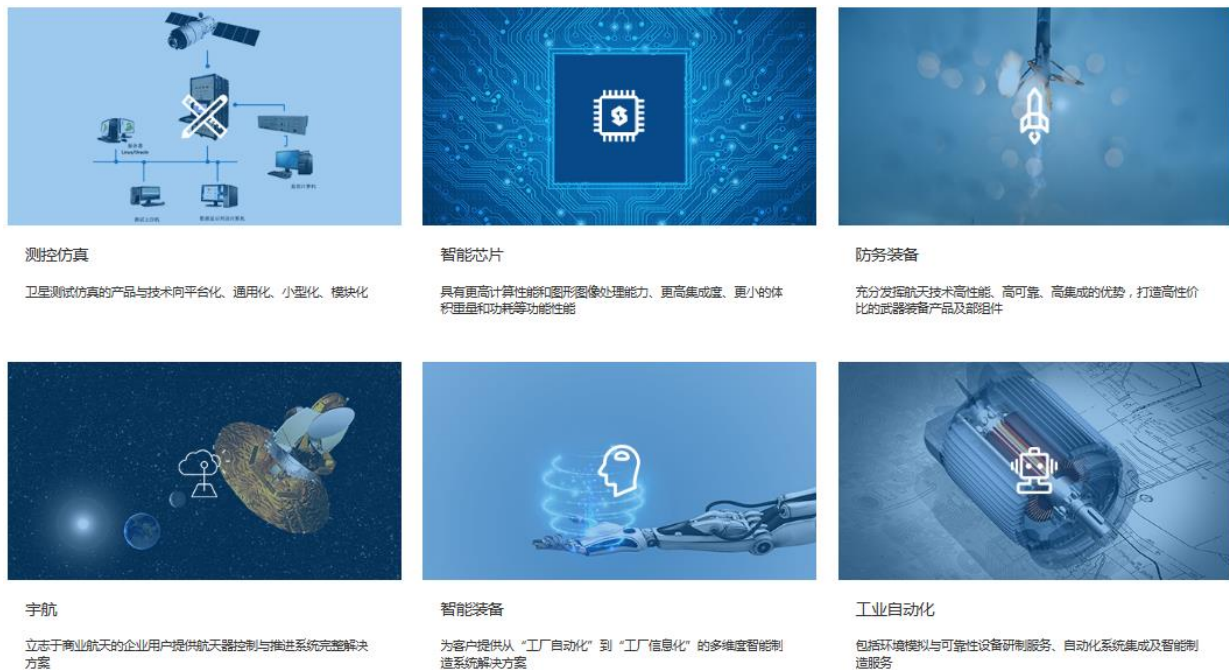 服务器
Linux/Oracle
测控仿真
智能芯片
防务装备
卫星测试仿真的产品与技术向平台化、通用化、小型化、模块化
具有更高计算性能和图形图像处理能力、更高集成度、更小的体
积重量和功耗等功能性能
充分发挥航天技术高性能、高可靠、高集成的优势，打造高性价
比的武器装备产品及部组件
宇航
智能装备
工业自动化
立志于商业航天的企业用户提供航天器控制与推进系统完整解决
方案
为客户提供从“工厂自动化”到“工厂信息化”的多维度智能制
造系统解决方案
包括环境模拟与可靠性设备研制服务、自动化系统集成及智能制
造服务